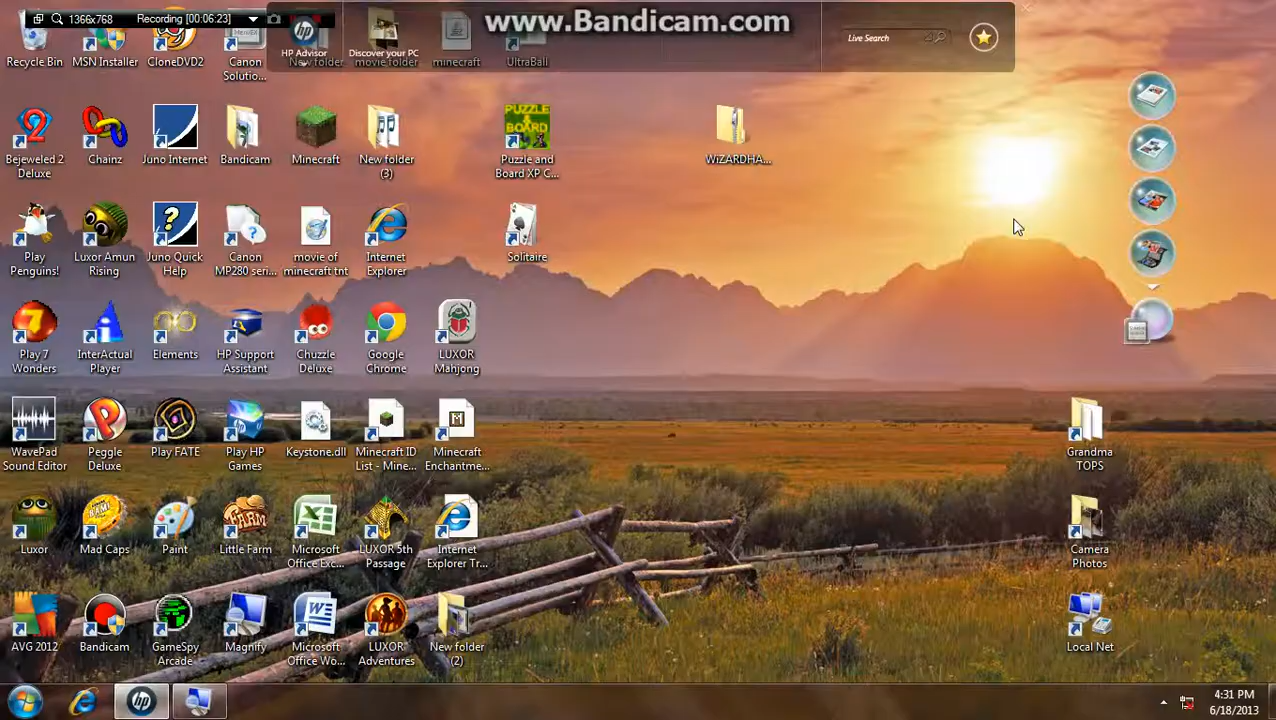 1366x768 Recording [00:06:23]
www.Bandicam.com
Recycle Bin
MSN Installer
CloneDVD2
Canon
Solutio...
HP Advisor
New folder
Discover your PC
movie folder
minecraft
UltraBall
Live Search
Bejeweled 2
Deluxe
Chainz
Juno Internet
Bandicam
Minecraft
New folder
(3)
PUZZLE
&
BOARD
Puzzle and
Board XP C...
WiZARDHA...
Play
Penguins!
Luxor Amun
Rising
Juno Quick
Help
Canon
MP280 seri...
movie of
minecraft tnt
Internet
Explorer
Solitaire
Play 7
Wonders
InterActual
Player
Elements
HP Support
Assistant
Chuzzle
Deluxe
Google
Chrome
LUXOR
Mahjong
WavePad
Sound Editor
Peggle
Deluxe
Play FATE
Play HP
Games
Keystone.dll
Minecraft ID
List - Mine...
Minecraft
Enchantme...
Grandma
TOPS
Luxor
Mad Caps
Paint
FARM
Little Farm
Microsoft
Office Exc...
LUXOR 5th
Passage
Internet
Explorer Tr...
Camera
Photos
AVG 2012
Bandicam
GameSpy
Arcade
Magnify
Microsoft
Office Wo...
LUXOR
Adventures
New folder
(2)
Local Net
4:31 PM
6/18/2013